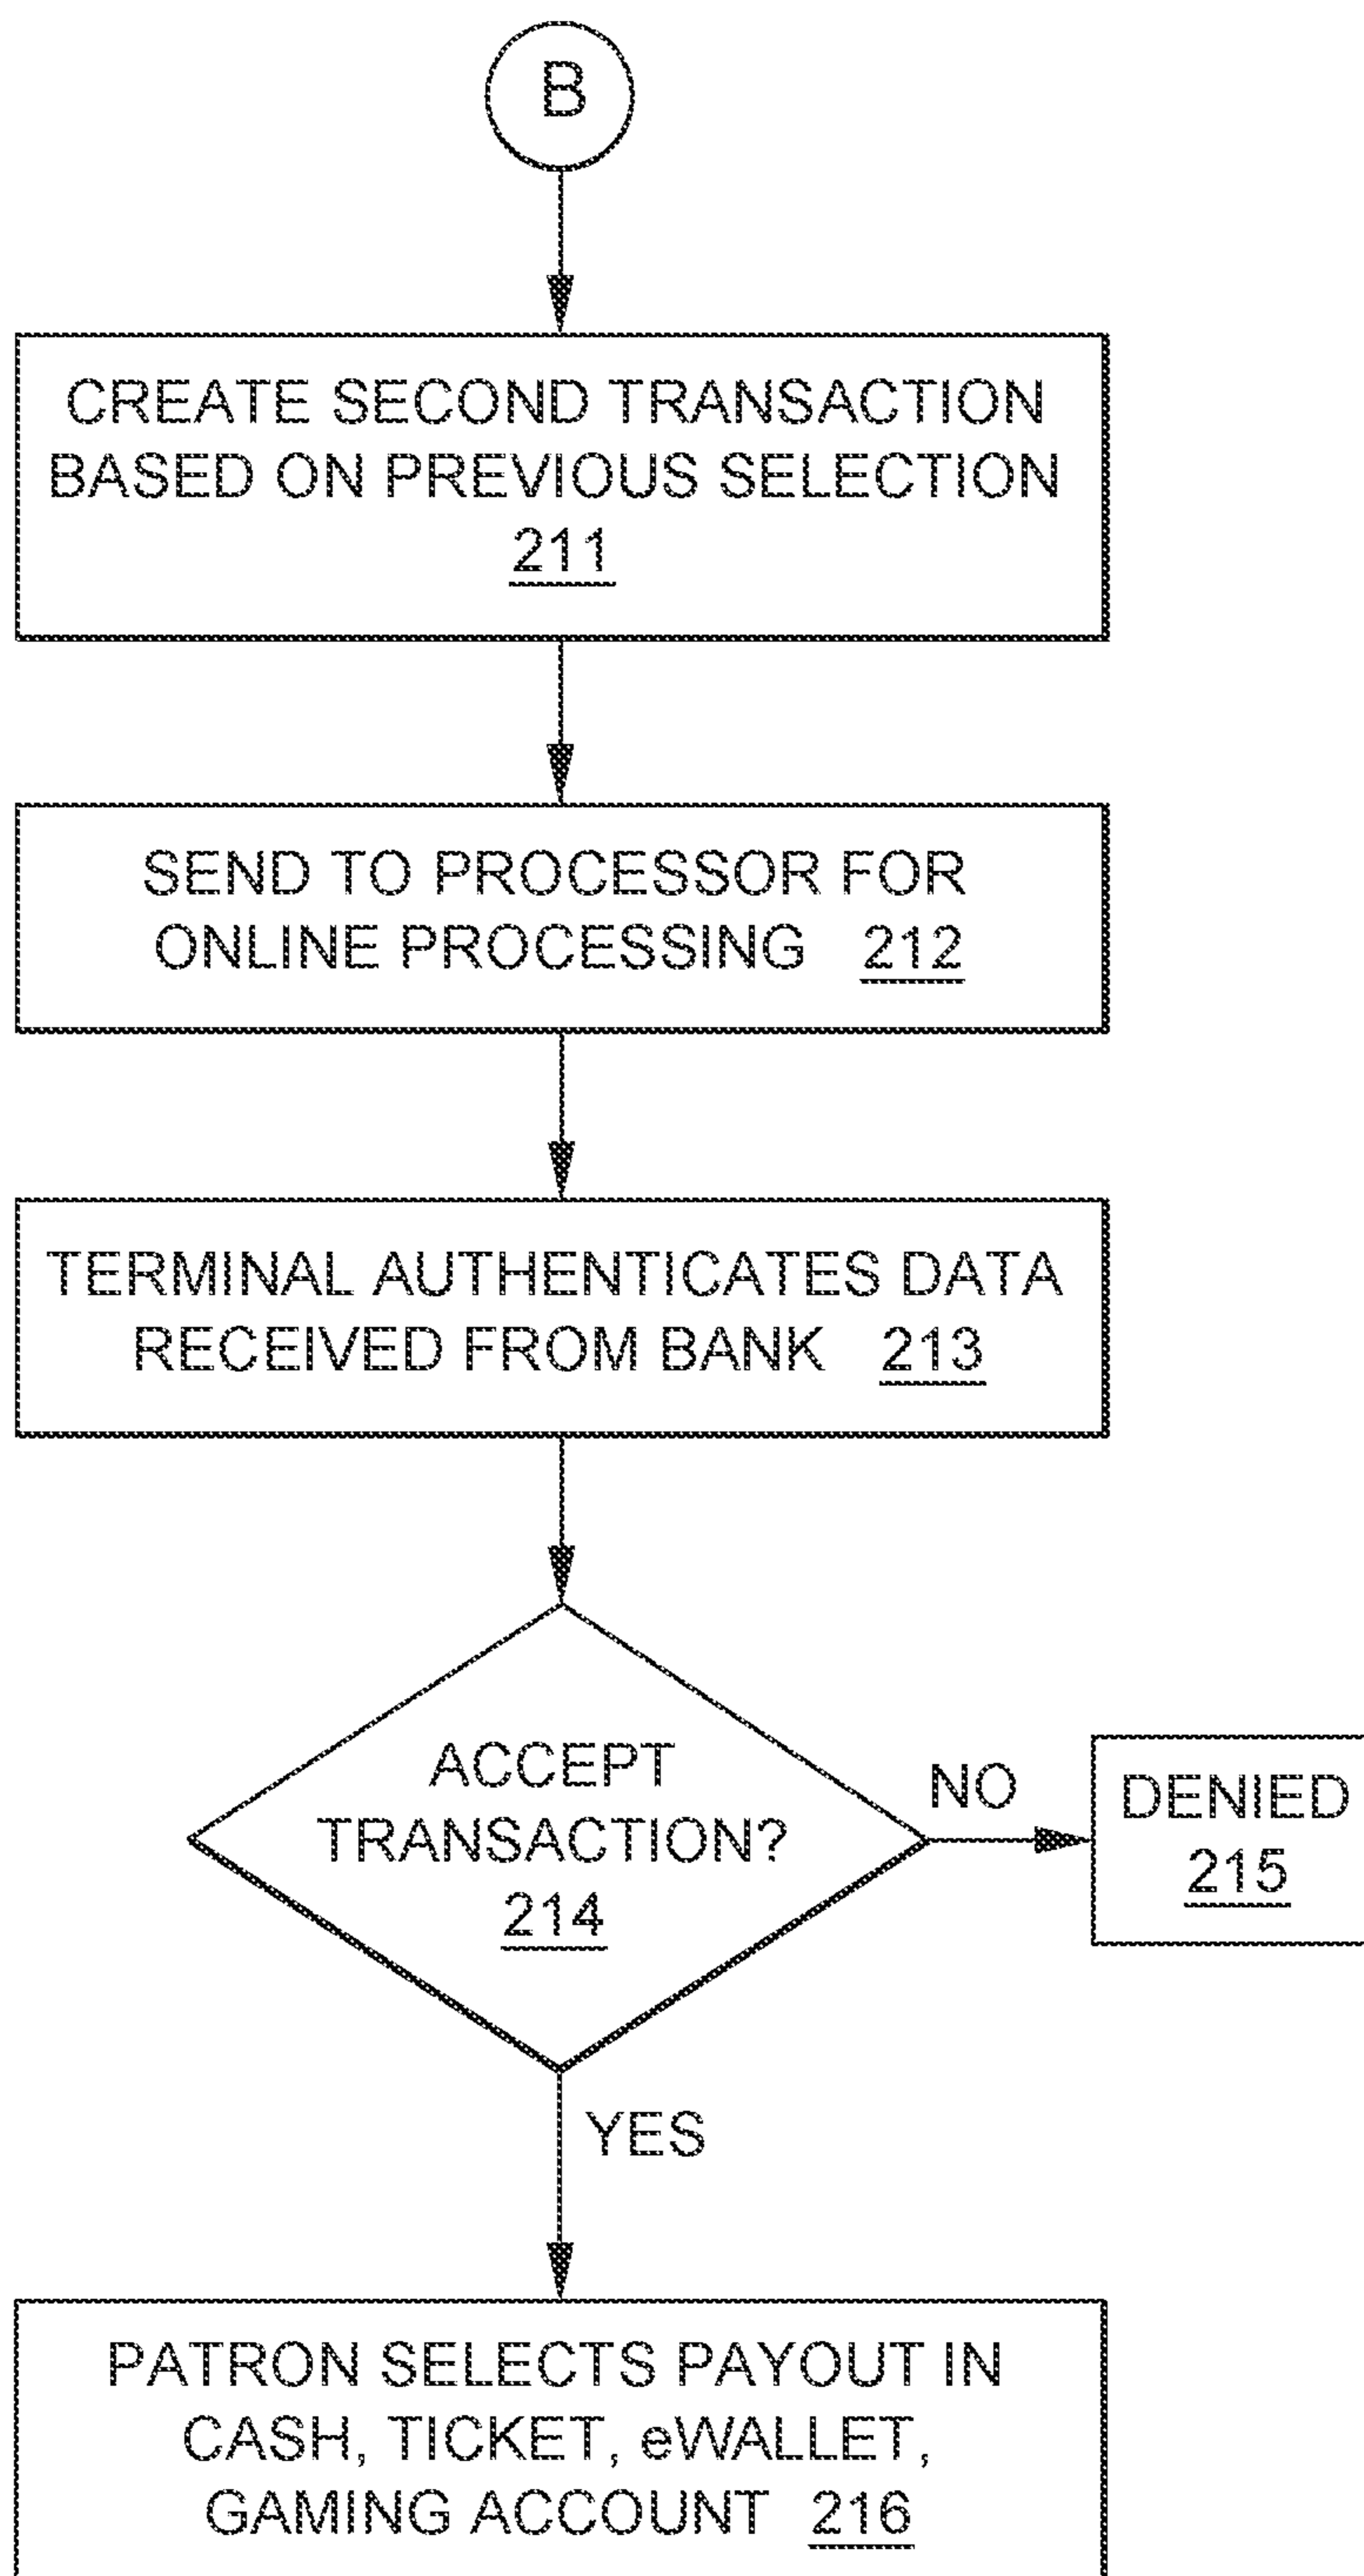 B
CREATE SECOND TRANSACTION
BASED ON PREVIOUS SELECTION
211
SEND TO PROCESSOR FOR
ONLINE PROCESSING 212
TERMINAL AUTHENTICATES DATA
RECEIVED FROM BANK 213
ACCEPT
TRANSACTION?
214
NO
DENIED
215
YES
PATRON SELECTS PAYOUT IN
CASH, TICKET, eWALLET,
GAMING ACCOUNT 216